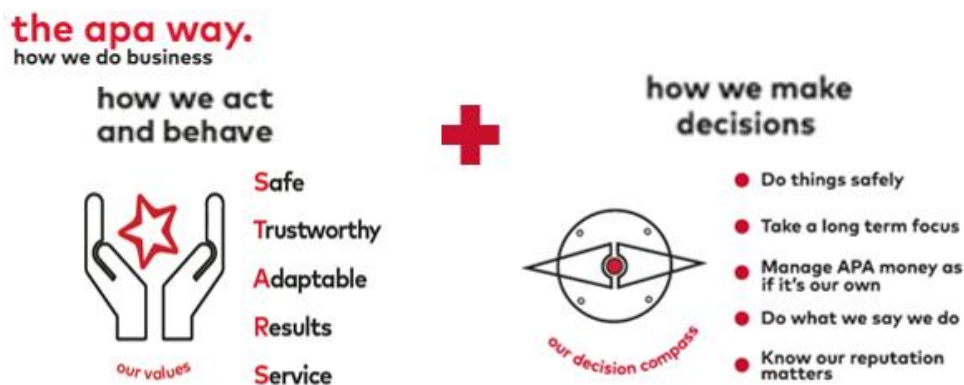 the apa way.
how we do business
how we act
and behave
Safe
Trustworthy
Adaptable
Results
Service
our values
how we make
decisions
Do things safely
Take a long term focus
Manage APA money as
if it's our own
Do what we say we do
Know our reputation
matters
our decision compass